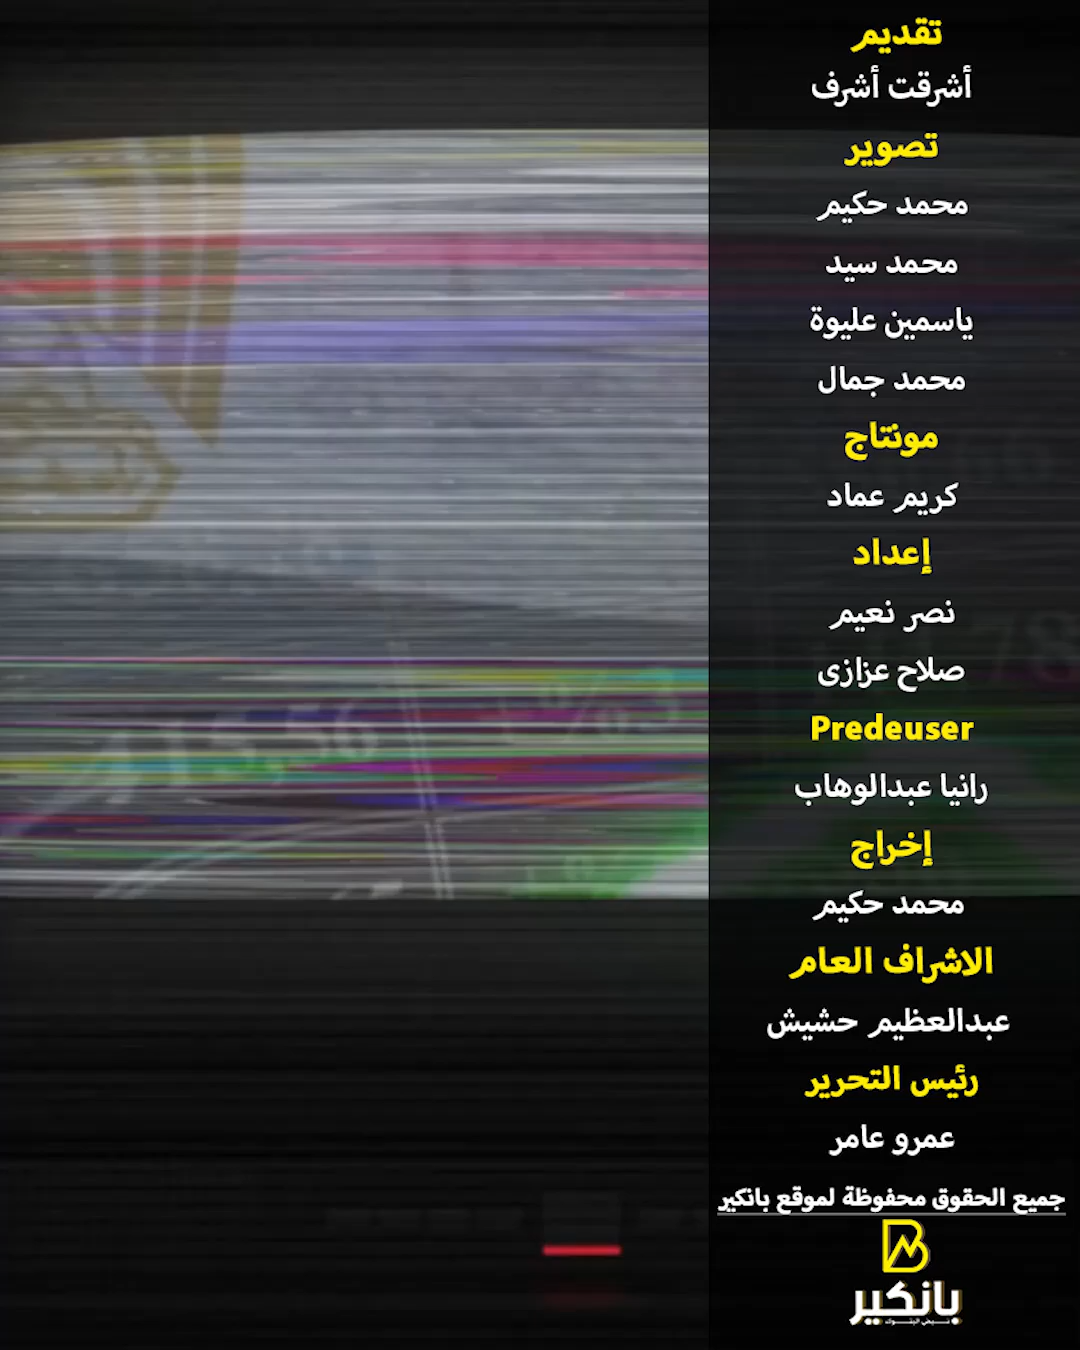 تقديم
أشرقت أشرف
تصوير
محمد حكيم
محمد سيد
ياسمين عليوة
محمد جمال
مونتاج
كريم عماد
إعداد
نصر نعيم
صلاح عزازى
Predeuser
رانيا عبدالوهاب
إخراج
محمد حكيم
الاشراف العام
عبدالعظيم حشيش
رئيس التحرير
عمرو عامر
جميع الحقوق محفوظة لموقع بانكير
بانكير
نبض البنوك